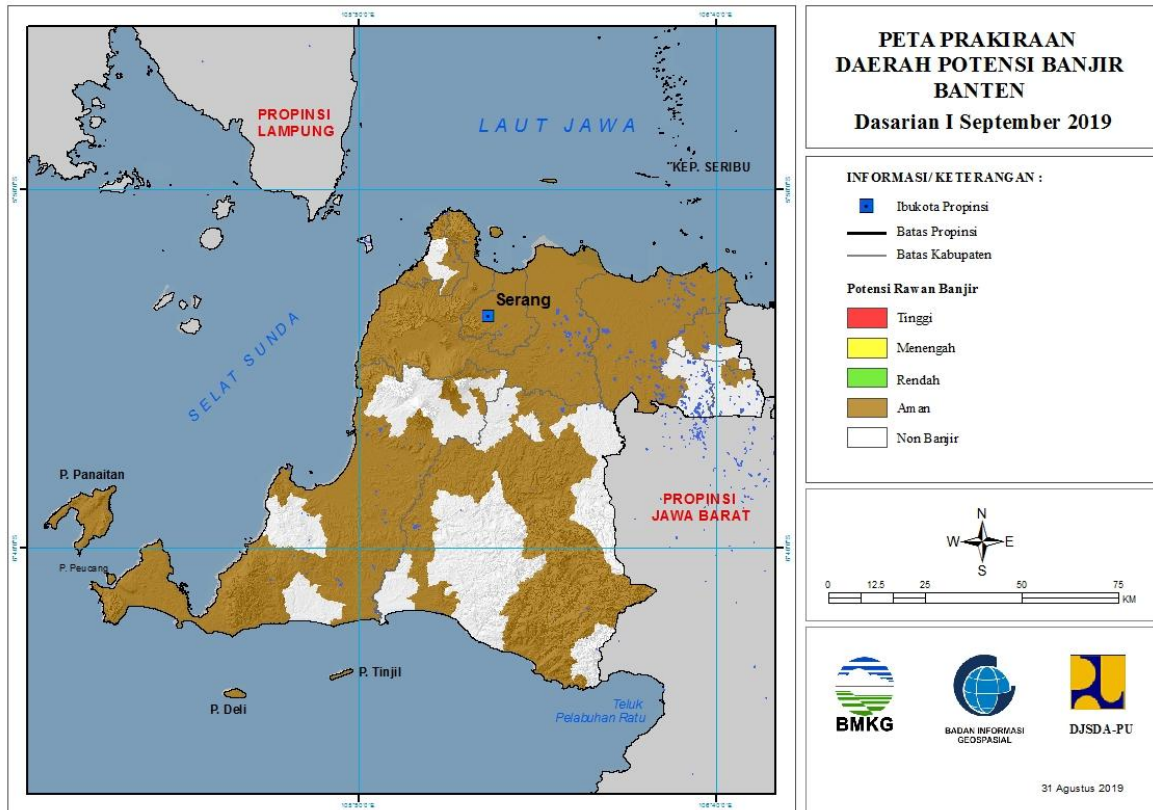 PETA PRAKIRAAN
DAERAH POTENSI BANJIR
BANTEN
Dasarian I September 2019
INFORMASI/ KETERANGAN :
Ibukota Propinsi
Batas Propinsi
Batas Kabupaten
Potensi Rawan Banjir
Tinggi
Menengah
Rendah
Aman
Non Banjir
N
W E
S
0 12.5 25 50 75
KM
BMKG
BADAN INFORMASI
GEOSPASIAL
DJSDA-PU
31 Agustus 2019
PROPINSI
LAMPUNG
LAUT JAWA
KEP. SERIBU
Serang
SELAT SUNDA
P. Panaitan
P. Peucang
PROPINSI
JAWA BARAT
P. Tinjil
P. Deli
Teluk
Pelabuhan Ratu